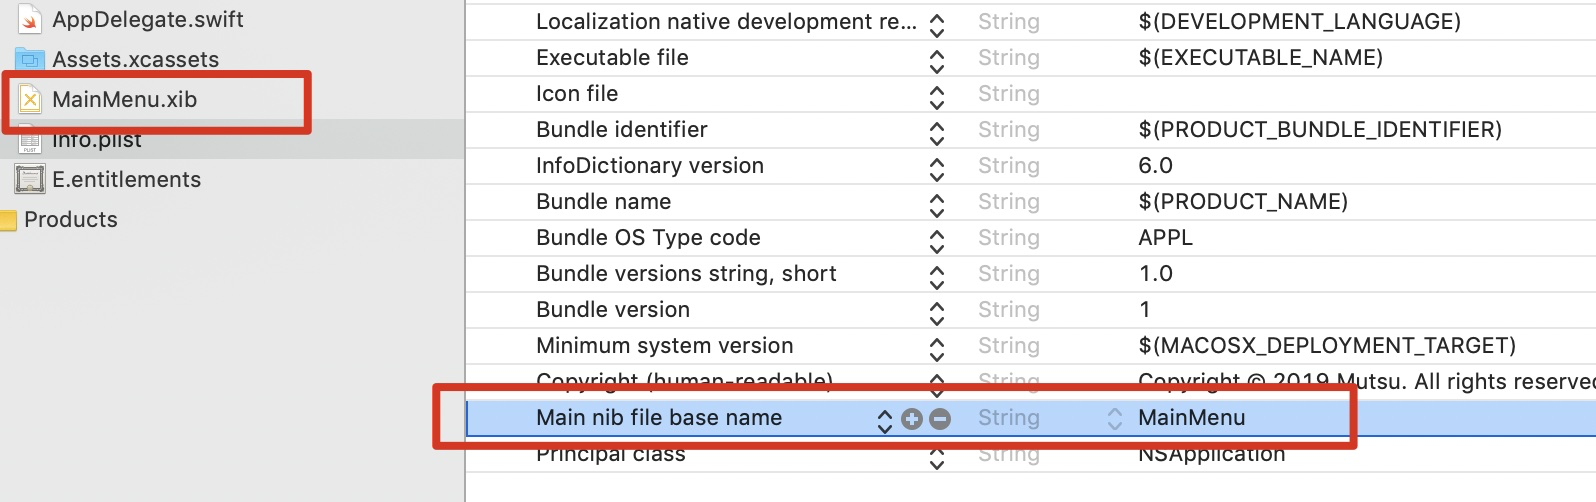 AppDelegate.swift
Assets.xcassets
MainMenu.xib
Info.plist
E.entitlements
Products
Localization native development re... String $(DEVELOPMENT_LANGUAGE)
Executable file String $(EXECUTABLE_NAME)
Icon file String
Bundle identifier String $(PRODUCT_BUNDLE_IDENTIFIER)
InfoDictionary version String 6.0
Bundle name String $(PRODUCT_NAME)
Bundle OS Type code String APPL
Bundle versions string, short String 1.0
Bundle version String 1
Minimum system version String $(MACOSX_DEPLOYMENT_TARGET)
Copyright (human-readable) String Copyright © 2019 Mutsu. All rights reserved
Main nib file base name String MainMenu
Principal class String NSApplication